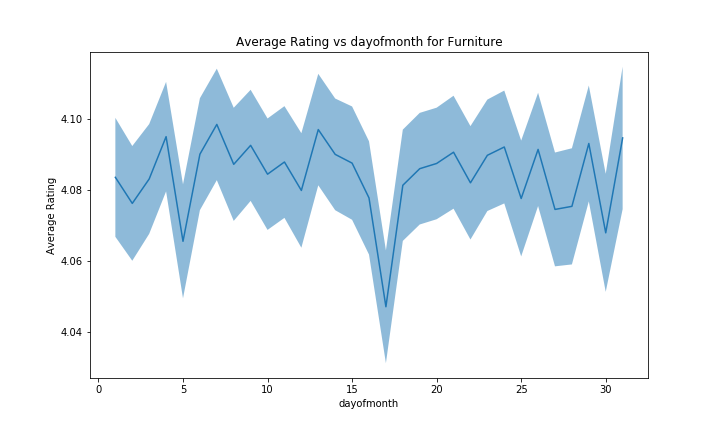 Average Rating vs dayofmonth for Furniture
Average Rating
4.10
4.08
4.06
4.04
0 5 10 15 20 25 30
dayofmonth